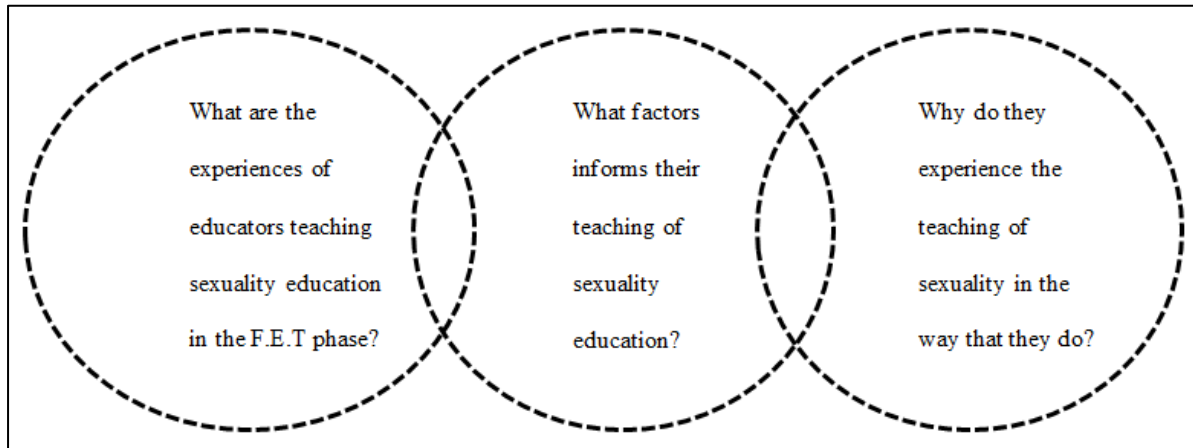 What are the
experiences of
educators teaching
sexuality education
in the F.E.T phase?
What factors
informs their
teaching of
sexuality
education?
Why do they
experience the
teaching of
sexuality in the
way that they do?